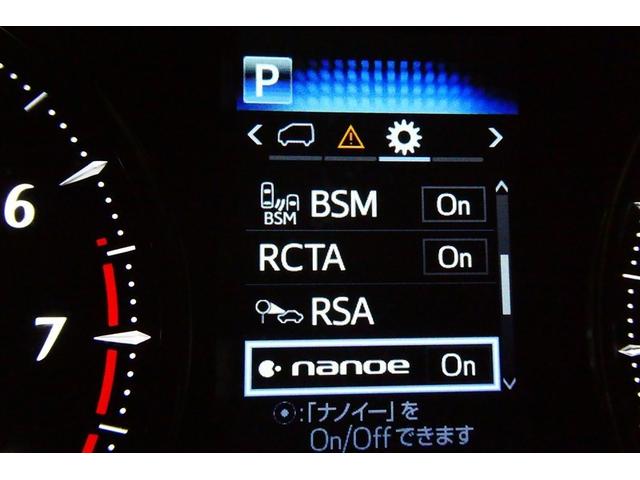 P
6
BSM BSM On
RCTA On
7
RSA
nanoe On
:「ナノイー」を
On/Offできます